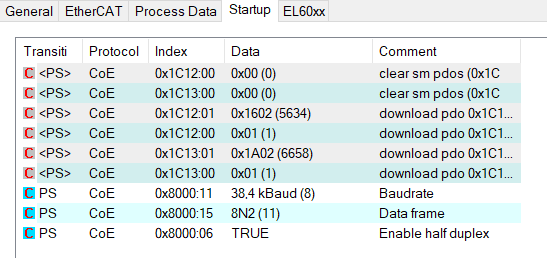 General EtherCAT Process Data Startup EL60xx
Transiti Protocol Index Data Comment
C <PS> CoE 0x1C12:00 0x00 (0) clear sm pdos (0x1C
C <PS> CoE 0x1C13:00 0x00 (0) clear sm pdos (0x1C
C <PS> CoE 0x1C12:01 0x1602 (5634) download pdo 0x1C1...
C <PS> CoE 0x1C12:00 0x01 (1) download pdo 0x1C1...
C <PS> CoE 0x1C13:01 0x1A02 (6658) download pdo 0x1C1...
C <PS> CoE 0x1C13:00 0x01 (1) download pdo 0x1C1...
C PS CoE 0x8000:11 38.4 kBaud (8) Baudrate
C PS CoE 0x8000:15 8N2 (11) Data frame
C PS CoE 0x8000:06 TRUE Enable half duplex